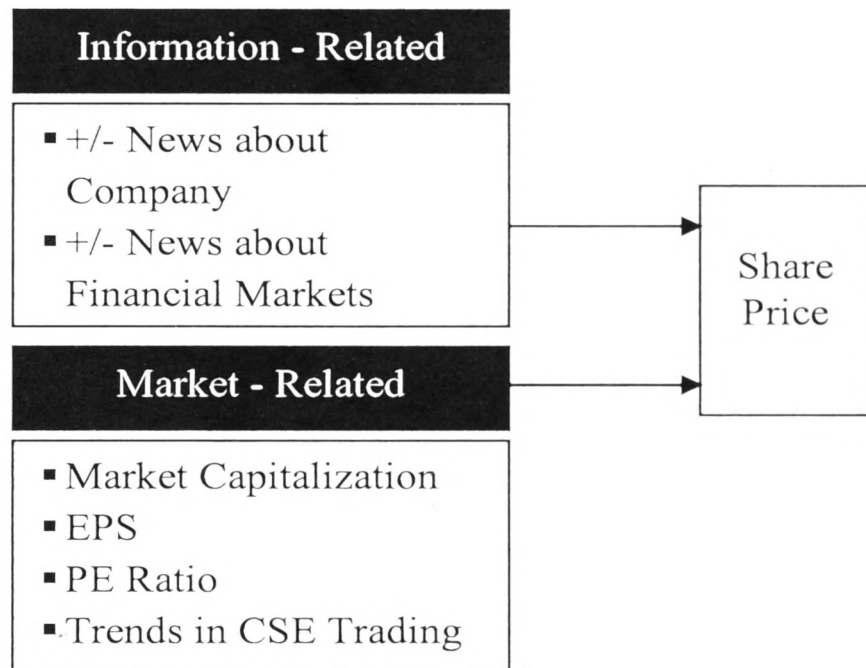 Information - Related
▪ +/- News about
Company
▪ +/- News about
Financial Markets
Share
Price
Market - Related
▪ Market Capitalization
▪ EPS
▪ PE Ratio
▪ Trends in CSE Trading